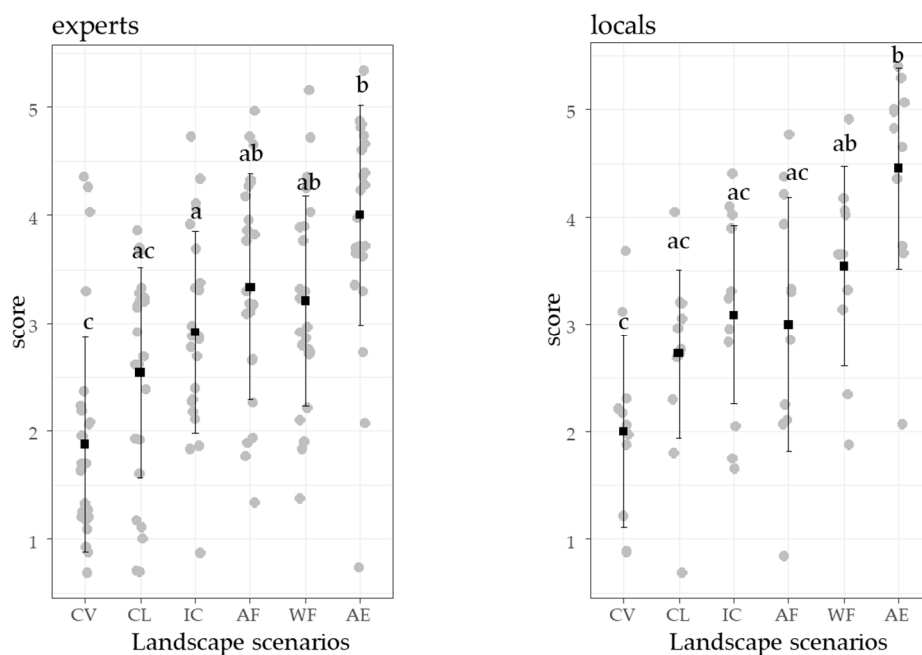 experts
5
4
3
2
1
score
c
ac
a
ab
ab
b
CV CL IC AF WF AE
Landscape scenarios
locals
5
4
3
2
1
score
c
ac
ac
ac
ab
b
CV CL IC AF WF AE
Landscape scenarios